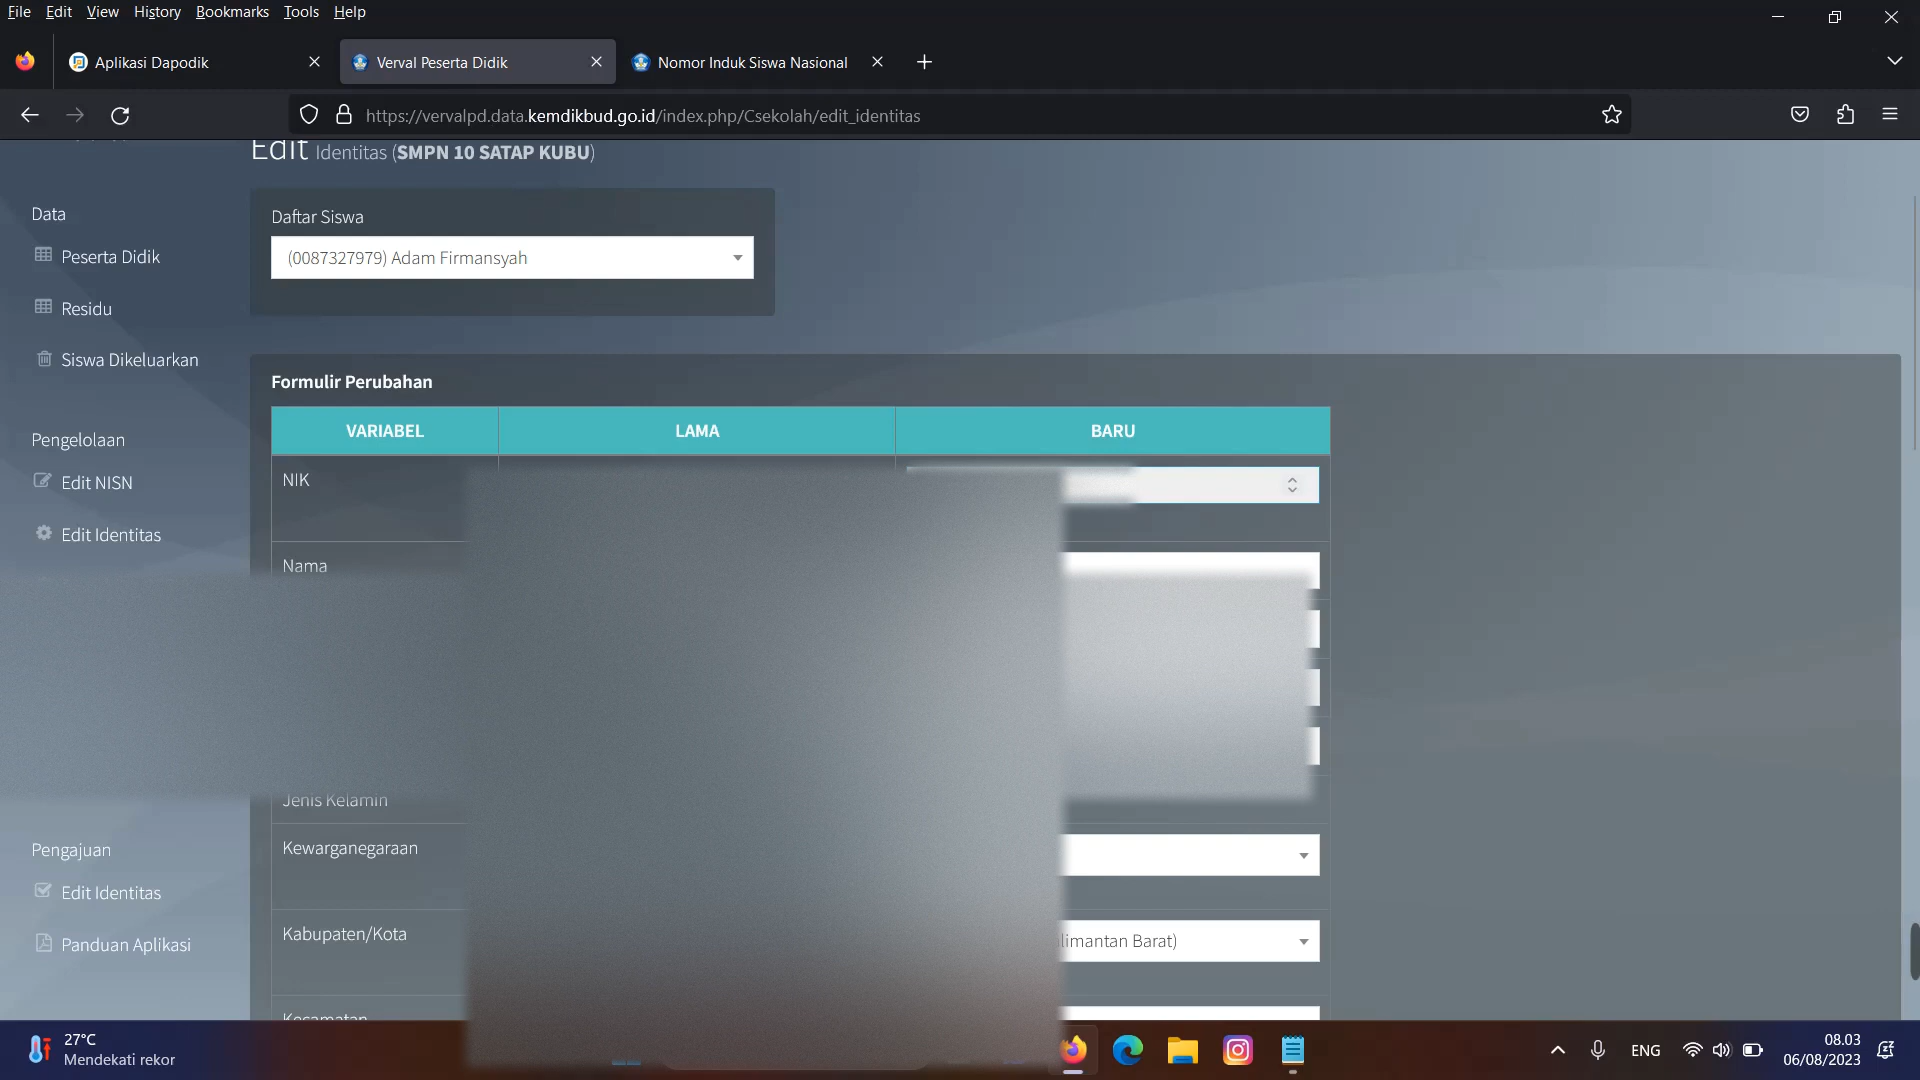 File Edit View History Bookmarks Tools Help
Aplikasi Dapodik
Verval Peserta Didik
Nomor Induk Siswa Nasional
https://vervalpd.data.kemdikbud.go.id/index.php/Csekolah/edit_identitas
Edit Identitas (SMPN 10 SATAP KUBU)
Data
Peserta Didik
Residu
Siswa Dikeluarkan
Pengelolaan
Edit NISN
Edit Identitas
Pengajuan
Edit Identitas
Panduan Aplikasi
Daftar Siswa
(0087327979) Adam Firmansyah
Formulir Perubahan
VARIABEL LAMA BARU
NIK
Nama
Jenis Kelamin
Kewarganegaraan
Kabupaten/Kota
limantan Barat)
Kecamatan
27°C
Mendekati rekor
ENG
08.03
06/08/2023